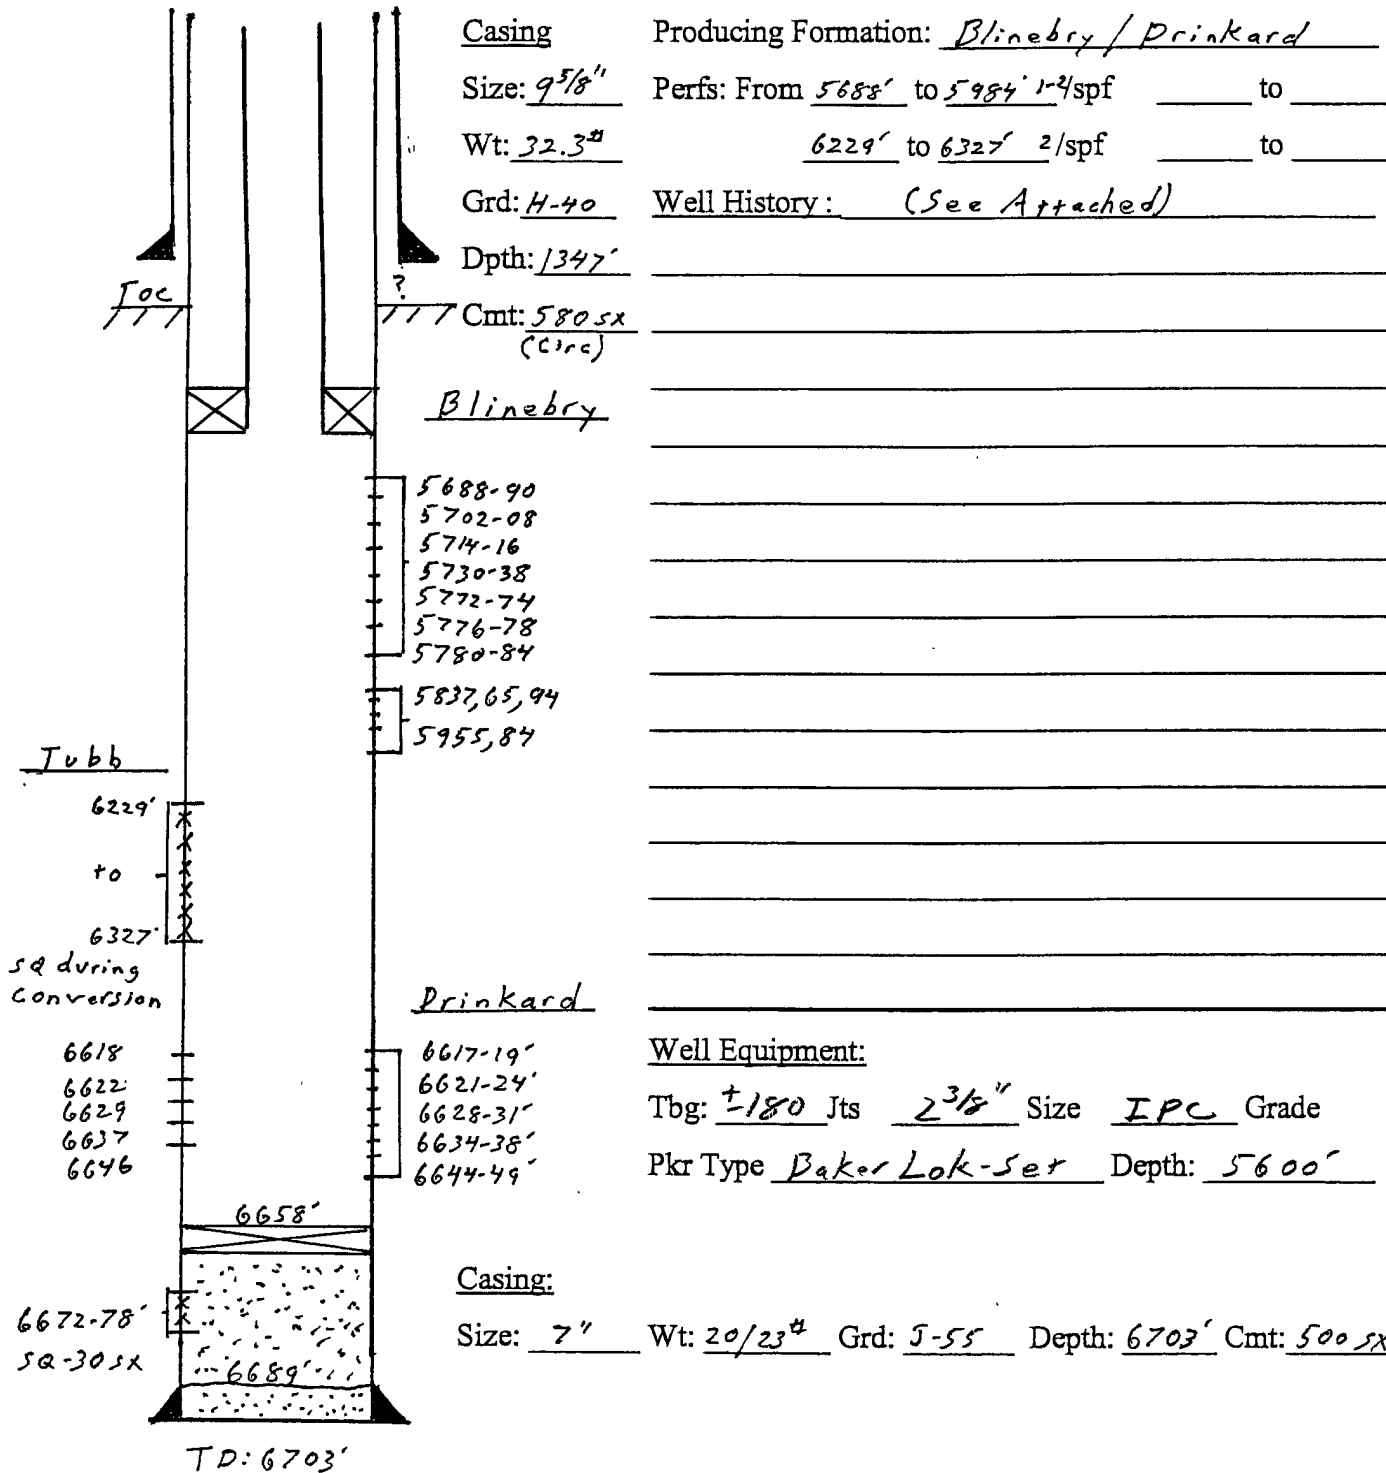 Casing Producing Formation: Blinebry / Drinkard
Size: 9 5/8" Perfs: From 5688' to 5984' 1-2/spf to
Wt: 32.3# 6229' to 6327' 2/spf to
Grd: H-40 Well History: (See Attached)
Dpth: 1347'
TOC ? Cmt: 580 sx
(Circ)
Blinebry
5688-90
5702-08
5714-16
5730-38
5772-74
5776-78
5780-84
5837,65,94
5955,84
Tubb
6229'
to
6327'
SQ during
Conversion
Drinkard
6618 6617-19'
6622 6621-24'
6629 6628-31'
6637 6634-38'
6646 6644-49'
Well Equipment:
Tbg: ±180 Jts 2 3/8" Size IPC Grade
Pkr Type Baker Lok-Set Depth: 5600'
6658'
6672-78'
SQ-30 sx
6689'
Casing:
Size: 7" Wt: 20/23# Grd: J-55 Depth: 6703' Cmt: 500 sx
TD: 6703'